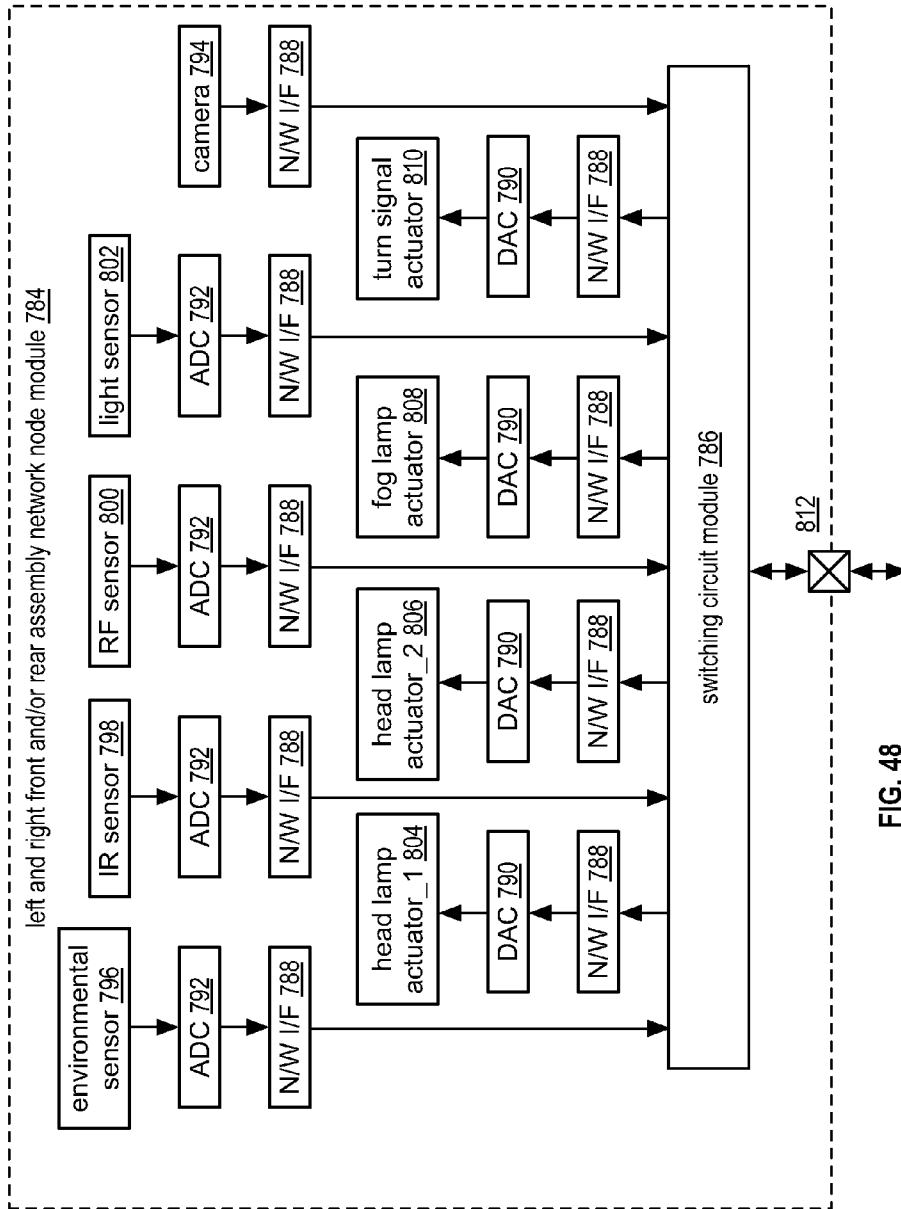 left and right front and/or rear assembly network node module 784
environmental
sensor 796
ADC 792
N/W I/F 788
IR sensor 798
ADC 792
N/W I/F 788
RF sensor 800
ADC 792
N/W I/F 788
light sensor 802
ADC 792
N/W I/F 788
camera 794
N/W I/F 788
head lamp
actuator_1 804
DAC 790
N/W I/F 788
head lamp
actuator_2 806
DAC 790
N/W I/F 788
fog lamp
actuator 808
DAC 790
N/W I/F 788
turn signal
actuator 810
DAC 790
N/W I/F 788
switching circuit module 786
812
FIG. 48